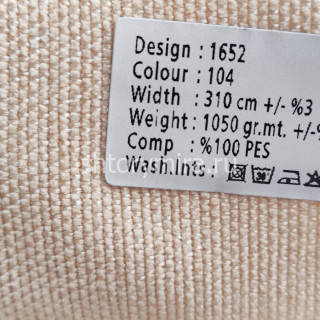 Design : 1652
Colour : 104
Width : 310 cm +/- %3
Weight : 1050 gr.mt. +/-
Comp : %100 PES
Wash.Ints :